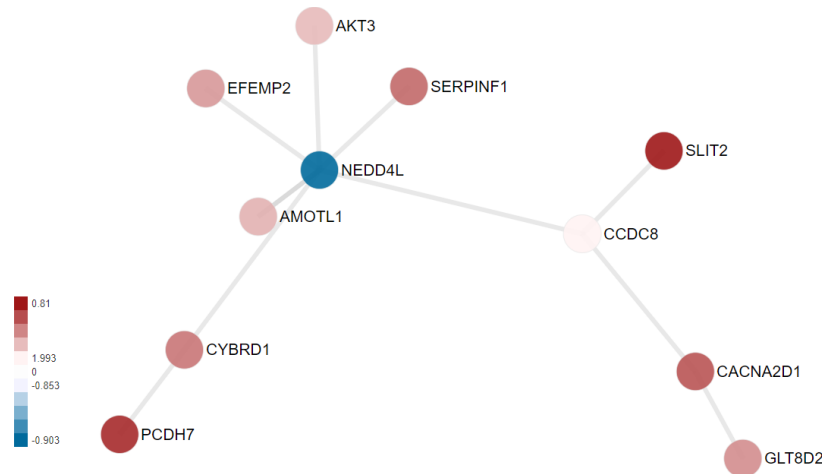 AKT3
EFEMP2
SERPINF1
SLIT2
NEDD4L
AMOTL1
CCDC8
0.81
1.993
0
-0.853
-0.903
CYBRD1
CACNA2D1
PCDH7
GLT8D2